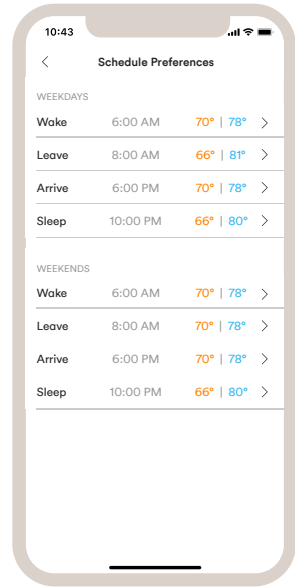 10:43
Schedule Preferences
WEEKDAYS
Wake 6:00 AM 70° | 78°
Leave 8:00 AM 66° | 81°
Arrive 6:00 PM 70° | 78°
Sleep 10:00 PM 66° | 80°
WEEKENDS
Wake 6:00 AM 70° | 78°
Leave 8:00 AM 70° | 78°
Arrive 6:00 PM 70° | 78°
Sleep 10:00 PM 66° | 80°